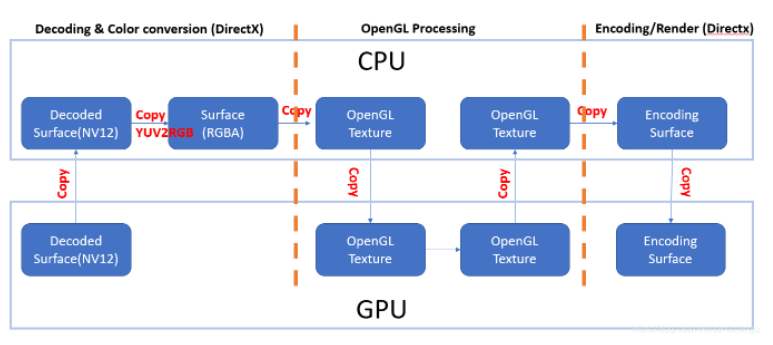 Decoding & Color conversion (DirectX)
OpenGL Processing
Encoding/Render (Directx)
CPU
Decoded
Surface(NV12)
Copy
YUV2RGB
Surface
(RGBA)
Copy
OpenGL
Texture
OpenGL
Texture
Copy
Encoding
Surface
Copy
Copy
Copy
Copy
Decoded
Surface(NV12)
OpenGL
Texture
OpenGL
Texture
Encoding
Surface
GPU